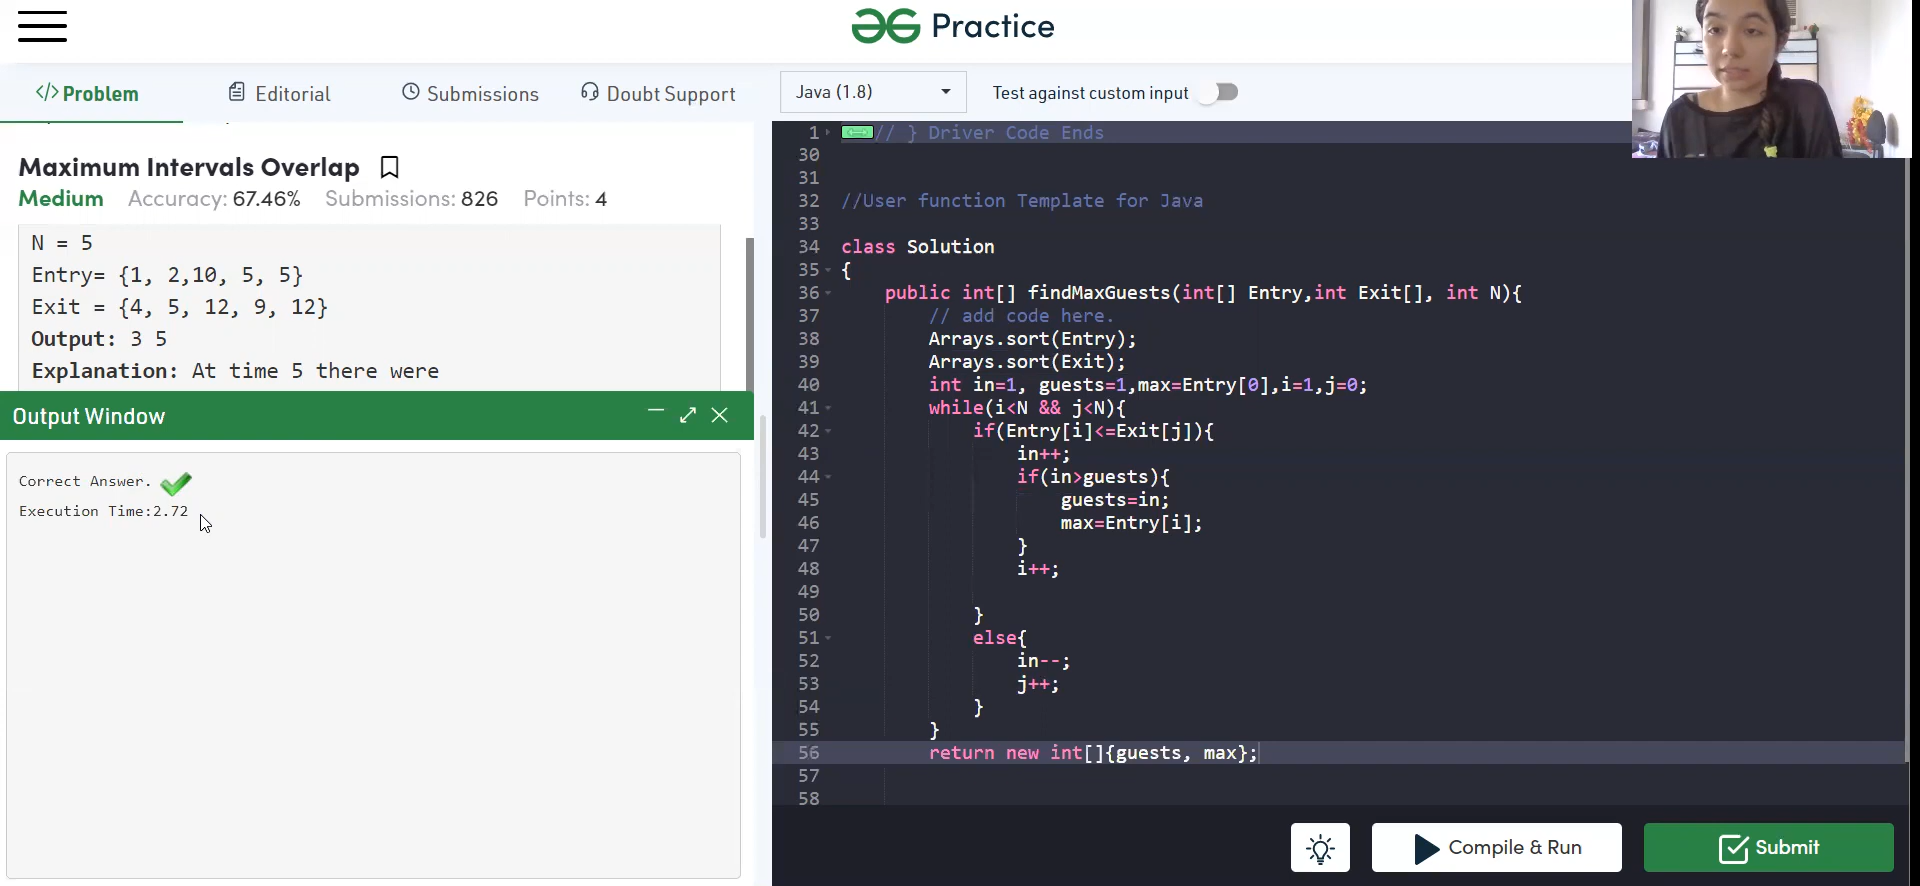 Practice
</> Problem
Editorial
Submissions
Doubt Support
Java (1.8)
Test against custom input
Maximum Intervals Overlap
Medium Accuracy: 67.46% Submissions: 826 Points: 4
N = 5
Entry= {1, 2,10, 5, 5}
Exit = {4, 5, 12, 9, 12}
Output: 3 5
Explanation: At time 5 there were
Output Window
Correct Answer.
Execution Time:2.72
1 // } Driver Code Ends
30
31
32 //User function Template for Java
33
34 class Solution
35 {
36 public int[] findMaxGuests(int[] Entry,int Exit[], int N){
37 // add code here.
38 Arrays.sort(Entry);
39 Arrays.sort(Exit);
40 int in=1, guests=1,max=Entry[0],i=1,j=0;
41 while(i<N && j<N){
42 if(Entry[i]<=Exit[j]){
43 in++;
44 if(in>guests){
45 guests=in;
46 max=Entry[i];
47 }
48 i++;
49
50 }
51 else{
52 in--;
53 j++;
54 }
55 }
56 return new int[]{guests, max};
57
58
Compile & Run
Submit